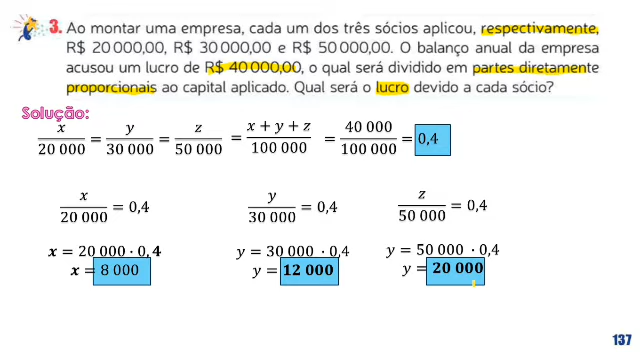 3. Ao montar uma empresa, cada um dos três sócios aplicou, respectivamente,
R$ 20 000,00, R$ 30 000,00 e R$ 50 000,00. O balanço anual da empresa
acusou um lucro de R$ 40 000,00, o qual será dividido em partes diretamente
proporcionais ao capital aplicado. Qual será o lucro devido a cada sócio?
Solução:
x/20 000 = y/30 000 = z/50 000 = x + y + z/100 000 = 40 000/100 000 = 0,4
x/20 000 = 0,4
y/30 000 = 0,4
z/50 000 = 0,4
x = 20 000 · 0,4
y = 30 000 · 0,4
y = 50 000 · 0,4
x = 8 000
y = 12 000
y = 20 000
137